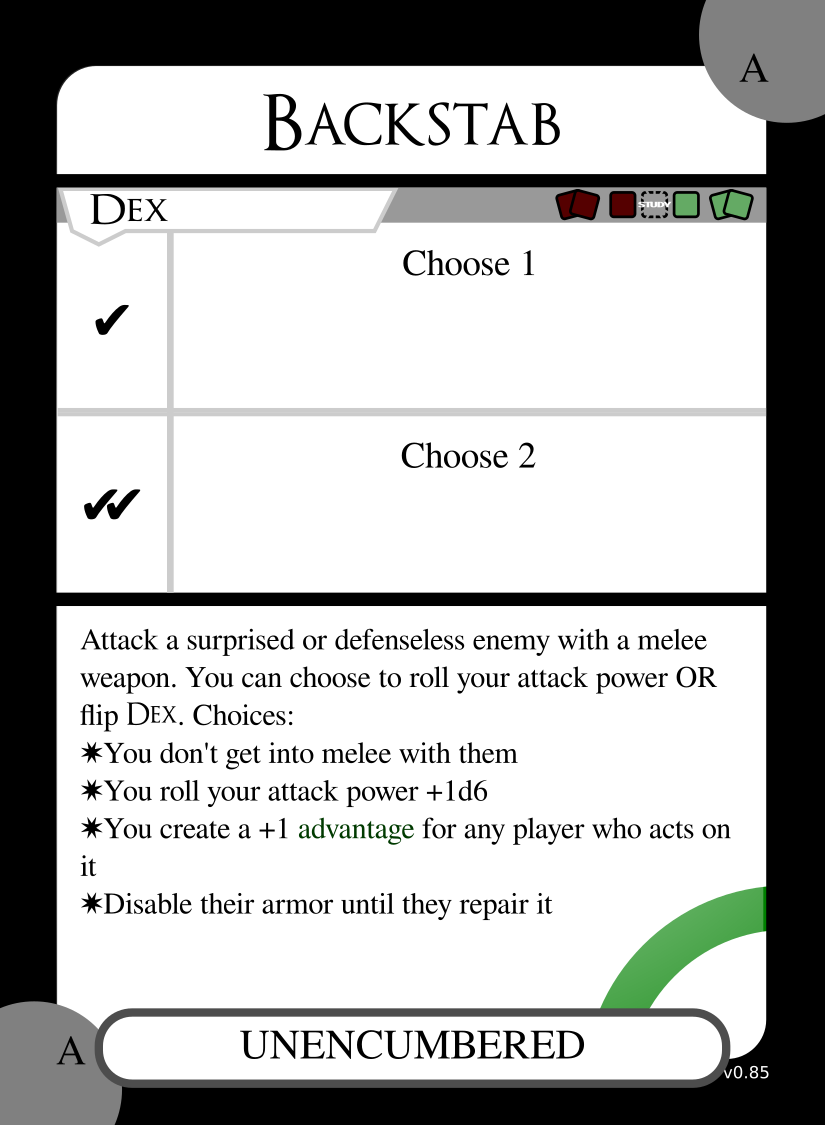 A
BACKSTAB
DEX
STUDY
Choose 1
✔
Choose 2
✔✔
Attack a surprised or defenseless enemy with a melee
weapon. You can choose to roll your attack power OR
flip DEX. Choices:
✷You don't get into melee with them
✷You roll your attack power +1d6
✷You create a +1 advantage for any player who acts on
it
✷Disable their armor until they repair it
A
UNENCUMBERED
v0.85